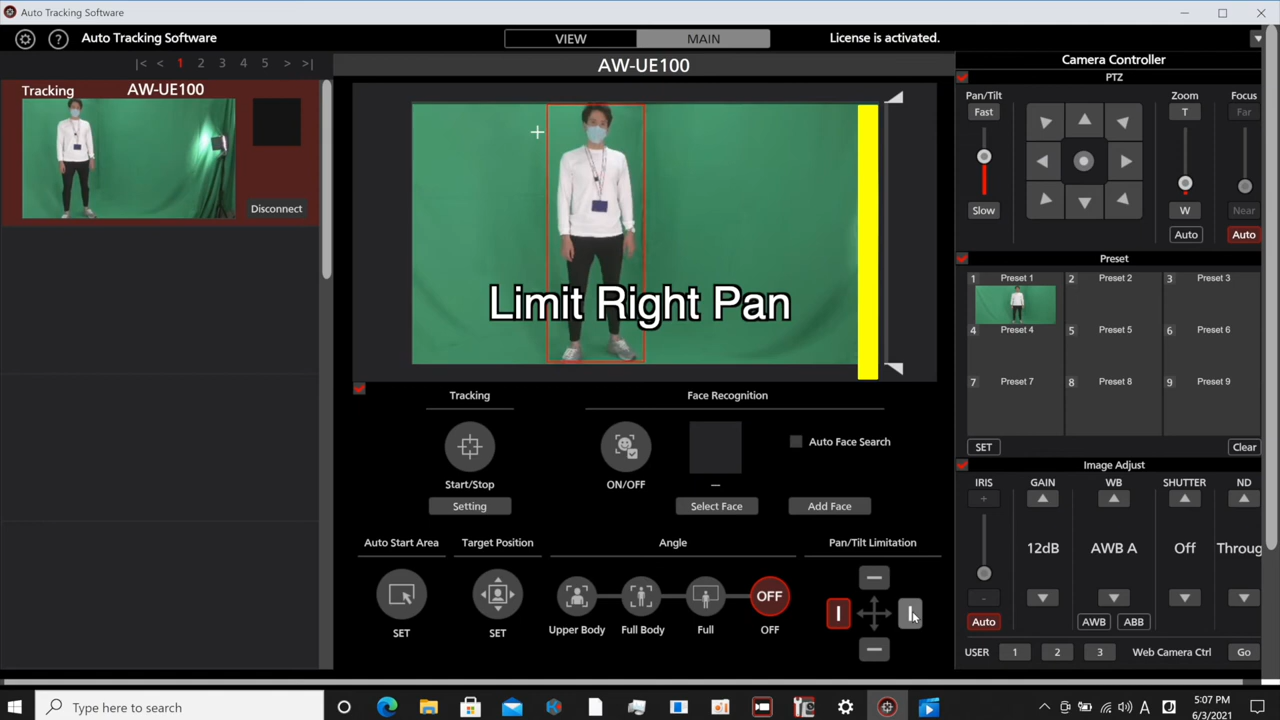 Auto Tracking Software
Auto Tracking Software
VIEW
MAIN
License is activated.
|< < 1 2 3 4 5 > >|
AW-UE100
Tracking
AW-UE100
Disconnect
Limit Right Pan
Tracking
Start/Stop
Setting
Face Recognition
ON/OFF
—
Select Face
Auto Face Search
Add Face
Auto Start Area
SET
Target Position
SET
Angle
Upper Body
Full Body
Full
OFF
OFF
Pan/Tilt Limitation
Camera Controller
PTZ
Pan/Tilt
Fast
Slow
Zoom
T
W
Auto
Focus
Far
Near
Auto
Preset
1 Preset 1
2 Preset 2
3 Preset 3
4 Preset 4
5 Preset 5
6 Preset 6
7 Preset 7
8 Preset 8
9 Preset 9
SET
Clear
Image Adjust
IRIS
+
-
Auto
GAIN
12dB
WB
AWB A
AWB
ABB
SHUTTER
Off
ND
Throug
USER 1 2 3
Web Camera Ctrl
Go
Type here to search
A
5:07 PM
6/3/2021